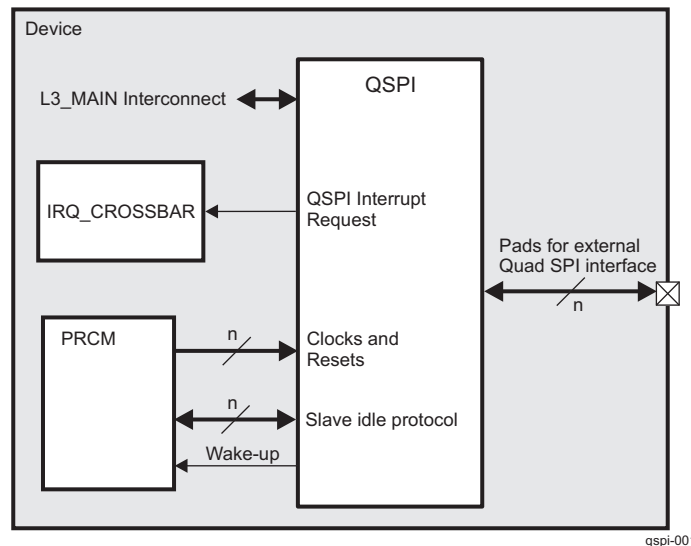 Device
QSPI
L3_MAIN Interconnect
IRQ_CROSSBAR
QSPI Interrupt
Request
Pads for external
Quad SPI interface
n
PRCM
n
Clocks and
Resets
n
Slave idle protocol
Wake-up
qspi-00